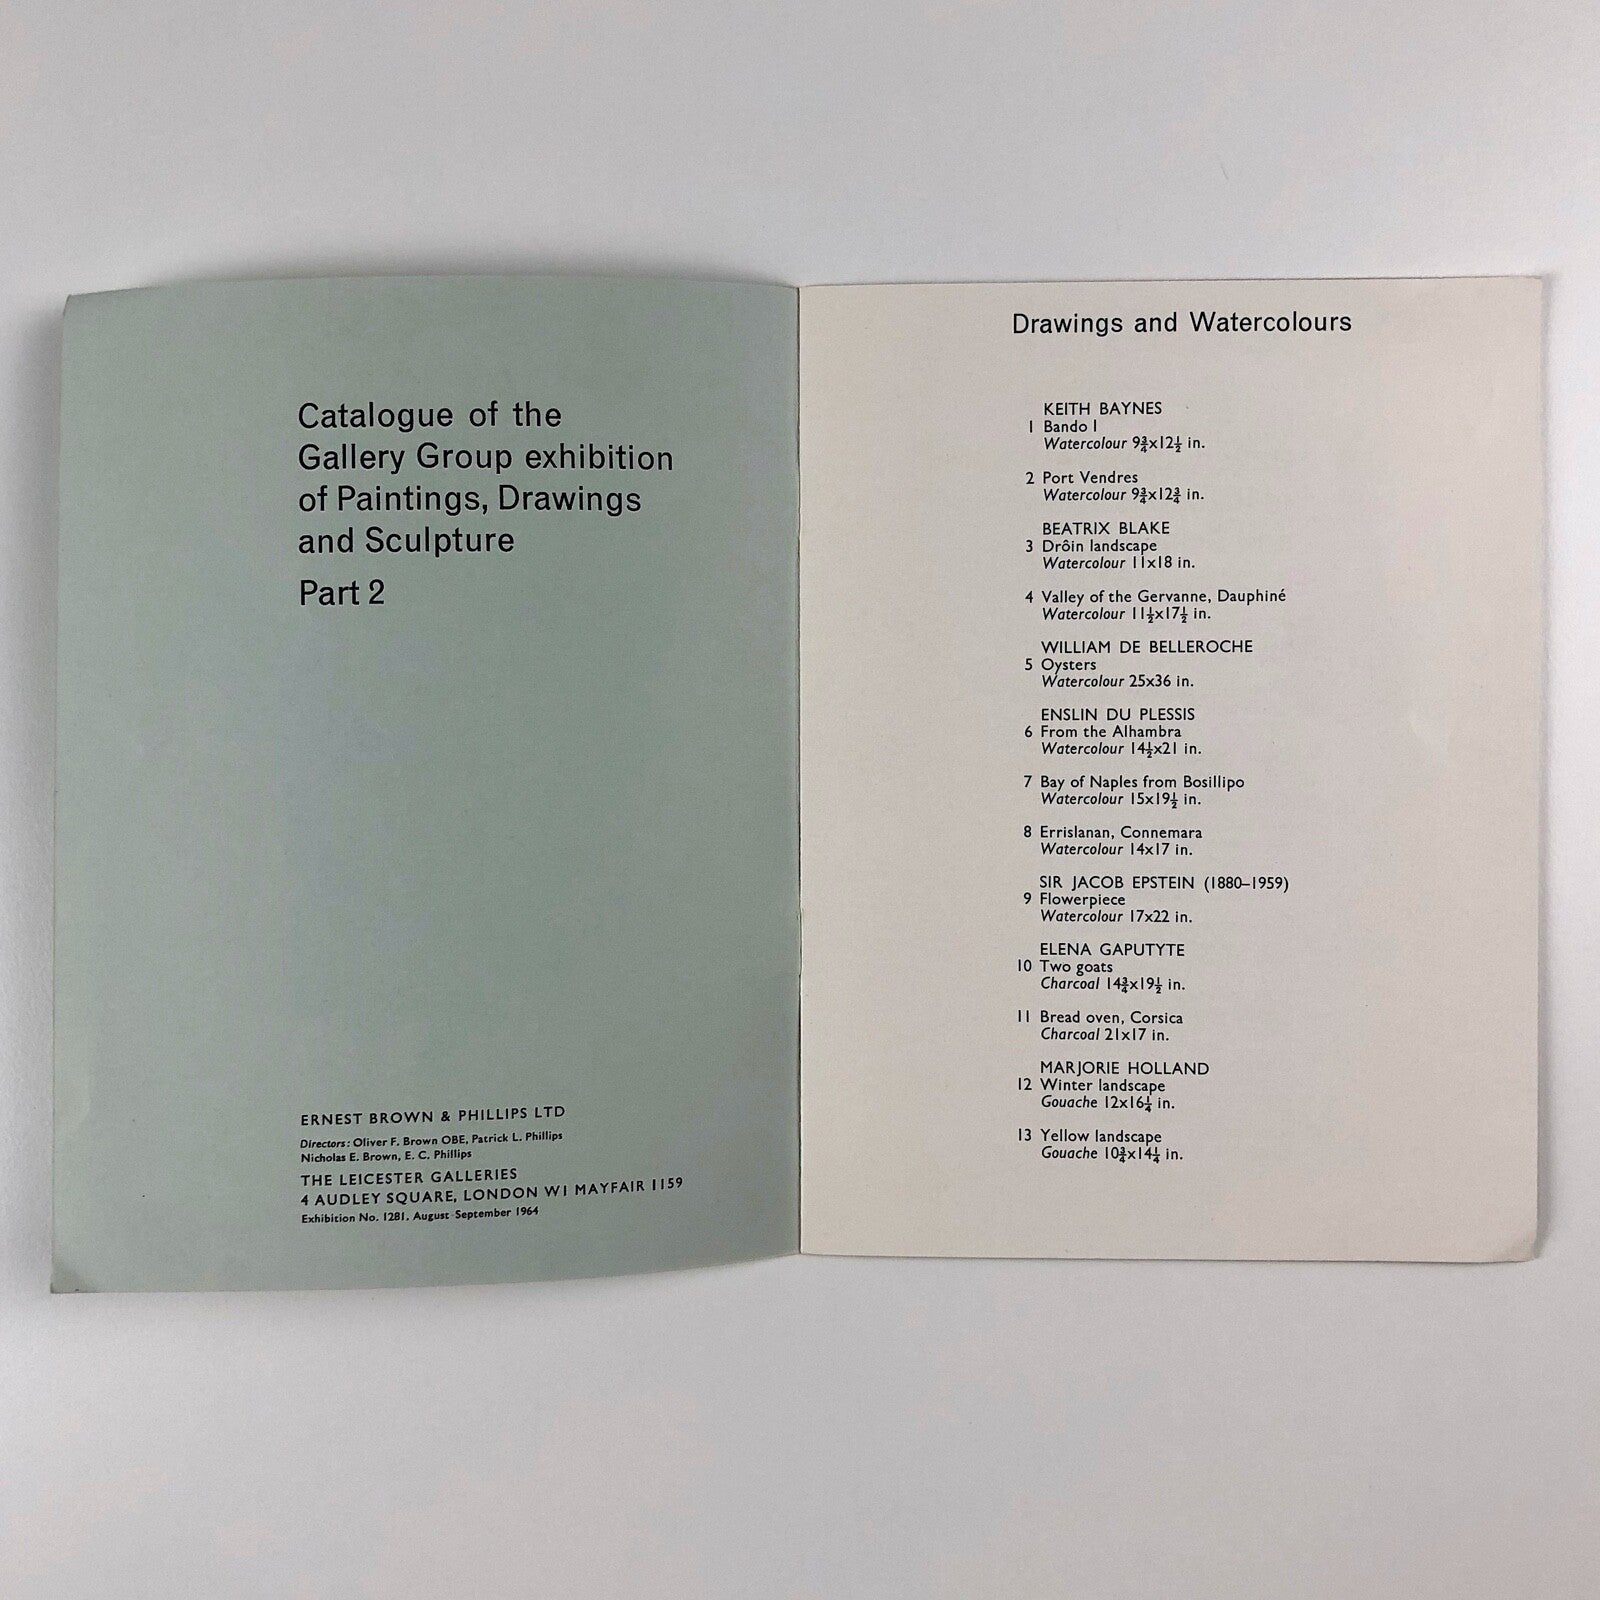 Catalogue of the
Gallery Group exhibition
of Paintings, Drawings
and Sculpture
Part 2
ERNEST BROWN & PHILLIPS LTD
Directors: Oliver F. Brown OBE, Patrick L. Phillips
Nicholas E. Brown, E. C. Phillips
THE LEICESTER GALLERIES
4 AUDLEY SQUARE, LONDON W1 MAYFAIR 1159
Exhibition No. 1281. August-September 1964
Drawings and Watercolours
KEITH BAYNES
1 Bando I
Watercolour 9¾x12½ in.
2 Port Vendres
Watercolour 9¾x12¾ in.
BEATRIX BLAKE
3 Drôin landscape
Watercolour 11x18 in.
4 Valley of the Gervanne, Dauphiné
Watercolour 11½x17½ in.
WILLIAM DE BELLEROCHE
5 Oysters
Watercolour 25x36 in.
ENSLIN DU PLESSIS
6 From the Alhambra
Watercolour 14½x21 in.
7 Bay of Naples from Bosillipo
Watercolour 15x19½ in.
8 Errislanan, Connemara
Watercolour 14x17 in.
SIR JACOB EPSTEIN (1880–1959)
9 Flowerpiece
Watercolour 17x22 in.
ELENA GAPUTYTE
10 Two goats
Charcoal 14¾x19½ in.
11 Bread oven, Corsica
Charcoal 21x17 in.
MARJORIE HOLLAND
12 Winter landscape
Gouache 12x16¼ in.
13 Yellow landscape
Gouache 10¾x14¼ in.